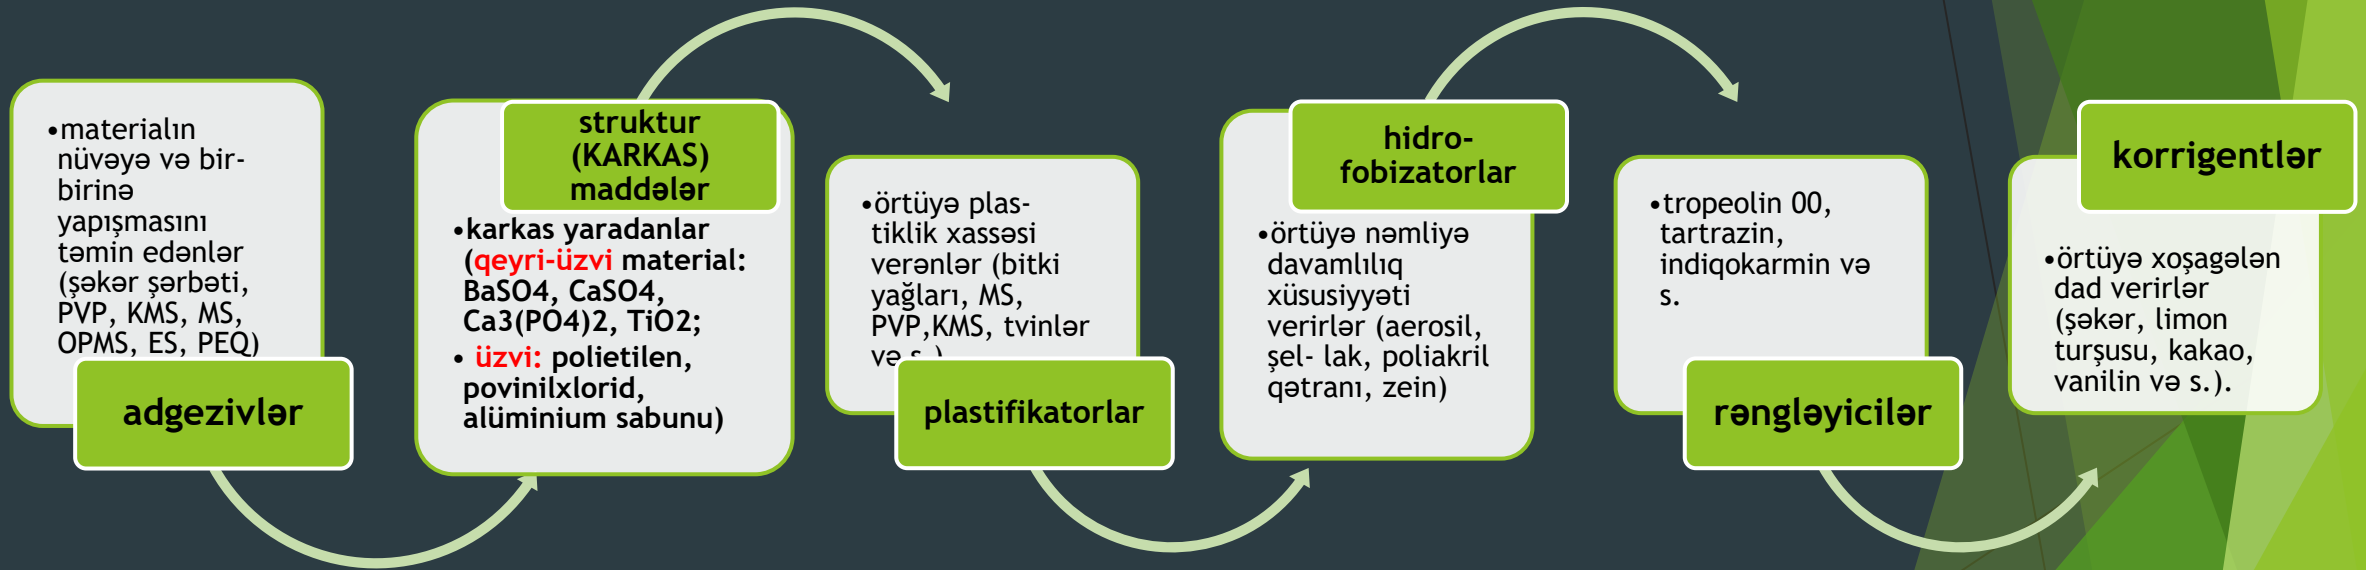 •materialın
nüvəyə və bir-
birinə
yapışmasını
təmin edənlər
(şəkər şərbəti,
PVP, KMS, MS,
OPMS, ES, PEQ)
adgezivlər
struktur
(KARKAS)
maddələr
•karkas yaradanlar
(qeyri-üzvi material:
BaSO4, CaSO4,
Ca3(PO4)2, TiO2;
• üzvi: polietilen,
povinilxlorid,
alüminium sabunu)
•örtüyə plas-
tiklik xassəsi
verənlər (bitki
yağları, MS,
PVP,KMS, tvinlər
və s.)
plastifikatorlar
hidro-
fobizatorlar
•örtüyə nəmliyə
davamlılıq
xüsusiyyəti
verirlər (aerosil,
şel- lak, poliakril
qətranı, zein)
•tropeolin 00,
tartrazin,
indiqokarmin və
s.
rəngləyicilər
korrigentlər
•örtüyə xoşagələn
dad verirlər
(şəkər, limon
turşusu, kakao,
vanilin və s.).